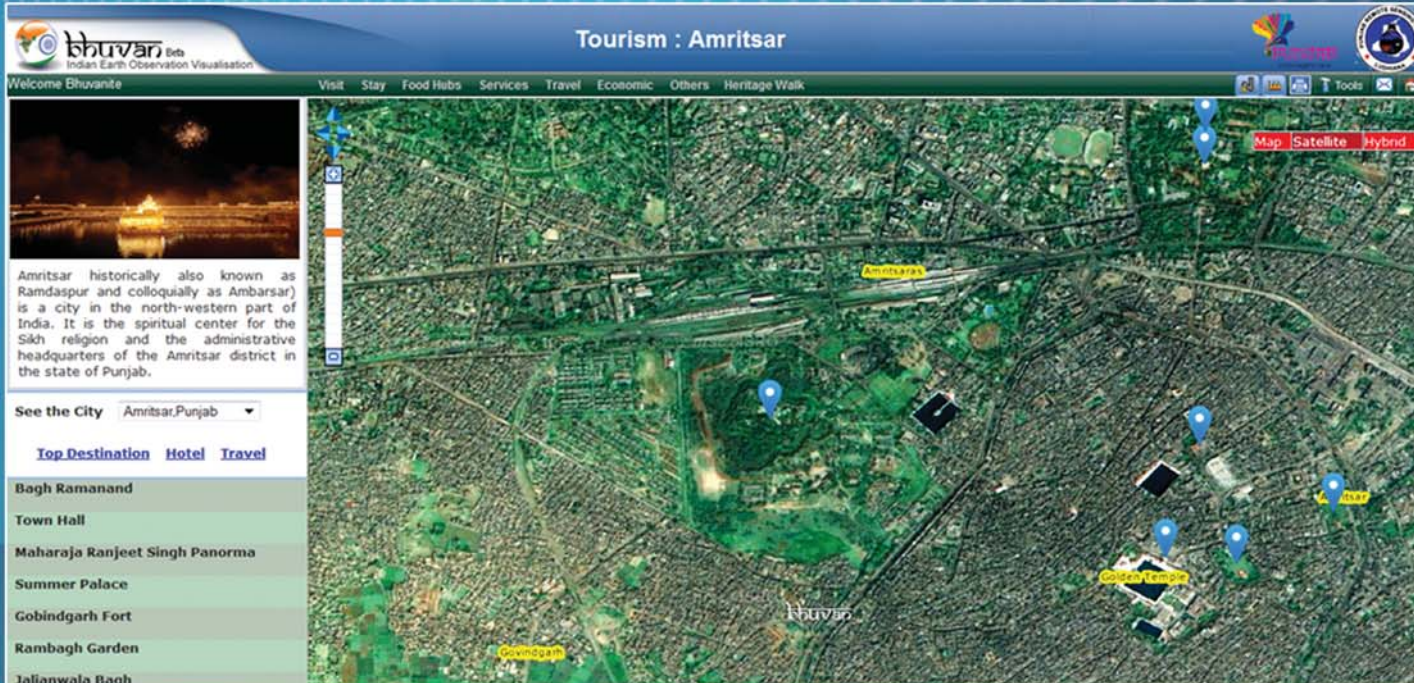 bhuvan Beta
Indian Earth Observation Visualisation
Tourism : Amritsar
Welcome Bhuvanite
Visit Stay Food Hubs Services Travel Economic Others Heritage Walk
Tools
Map Satellite Hybrid
Amritsar historically also known as
Ramdaspur and colloquially as Ambarsar)
is a city in the north-western part of
India. It is the spiritual center for the
Sikh religion and the administrative
headquarters of the Amritsar district in
the state of Punjab.
See the City Amritsar,Punjab
Top Destination Hotel Travel
Bagh Ramanand
Town Hall
Maharaja Ranjeet Singh Panorma
Summer Palace
Gobindgarh Fort
Rambagh Garden
Jalianwala Bagh
Amritsaras
Amritsar
Golden Temple
bhuvan
Govindgarh